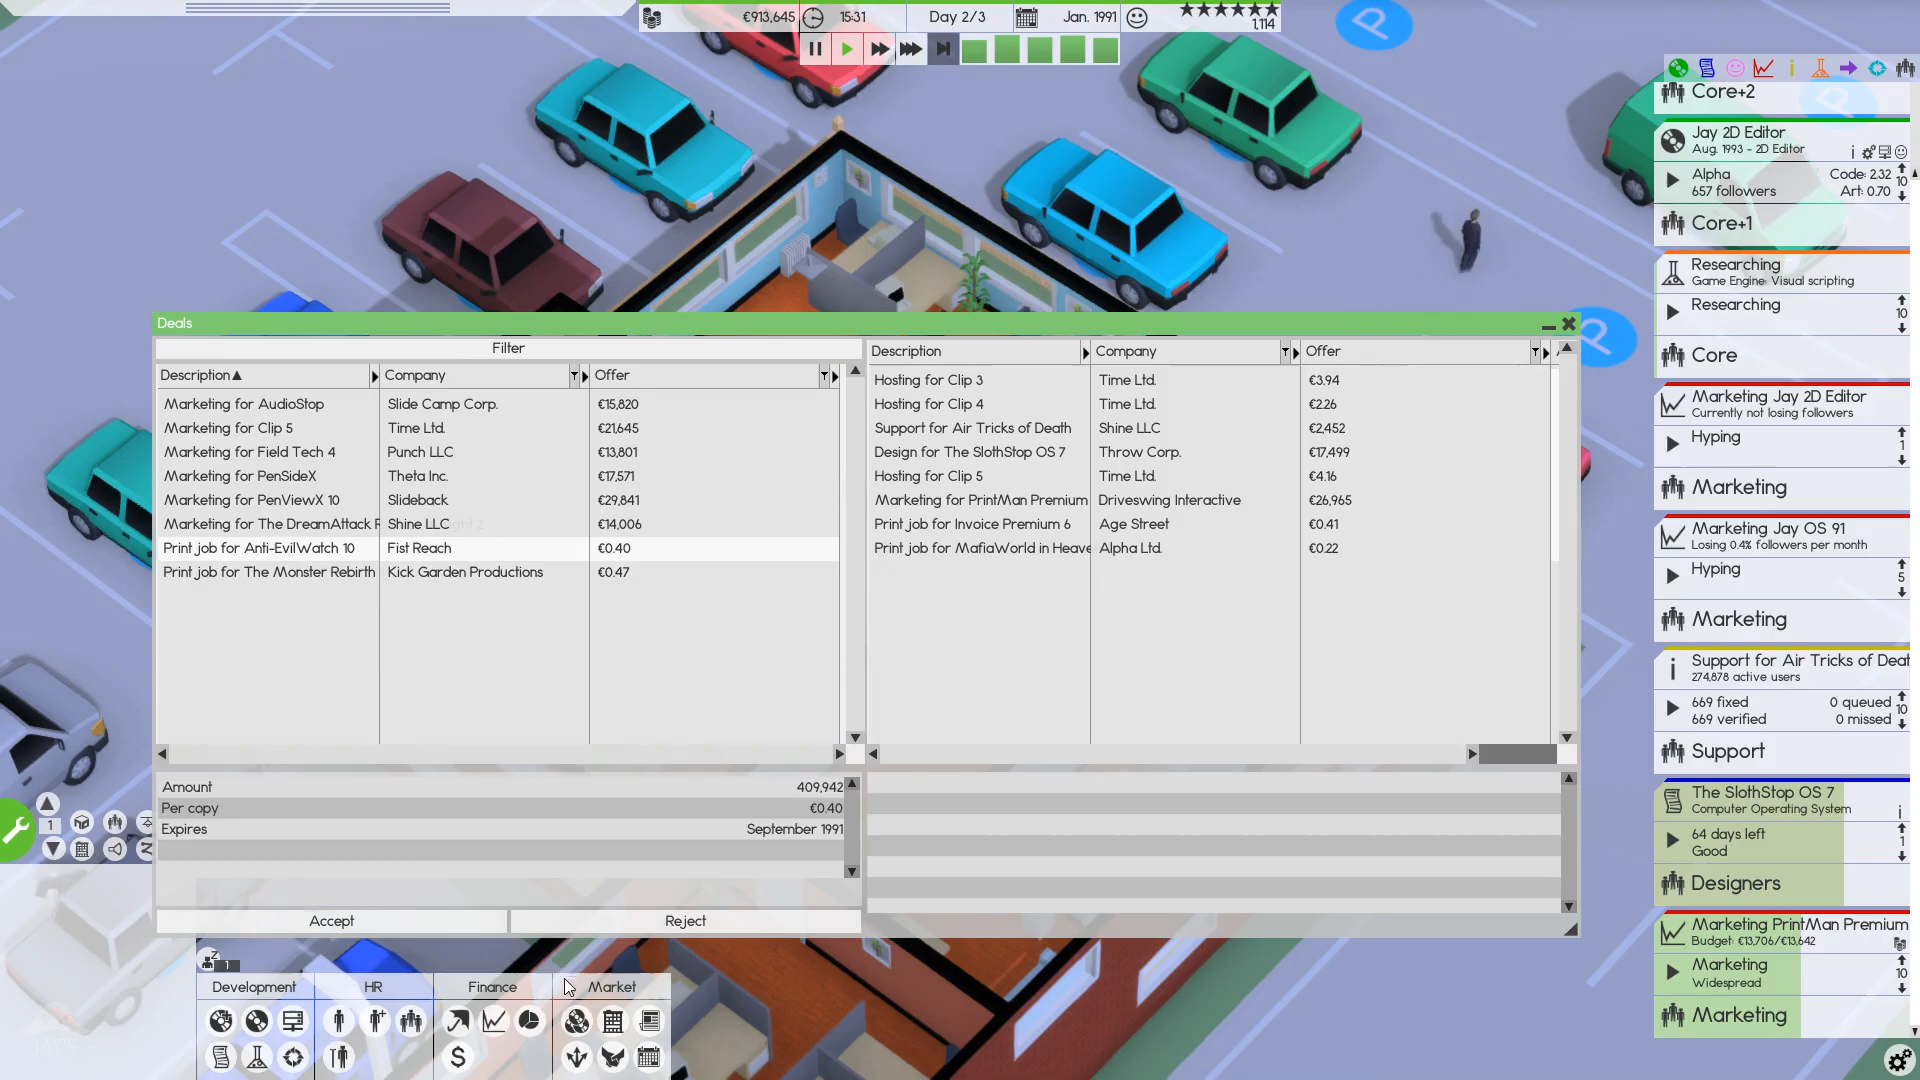 €913,645
15:31
Day 2/3
Jan. 1991
1,114
Core+2
Jay 2D Editor
Aug. 1993 - 2D Editor
Alpha
Code: 2.32
657 followers
Art: 0.70
10
Core+1
Researching
Game Engine: Visual scripting
Researching
10
Core
Marketing Jay 2D Editor
Currently not losing followers
Hyping
1
Marketing
Marketing Jay OS 91
Losing 0.4% followers per month
Hyping
5
Marketing
Support for Air Tricks of Deat
274,878 active users
669 fixed
0 queued
669 verified
0 missed
10
Support
The SlothStop OS 7
Computer Operating System
64 days left
Good
1
Designers
Marketing PrintMan Premium
Budget: €13,706/€13,642
Marketing
Widespread
10
Marketing
Deals
Filter
Description Company Offer
Marketing for AudioStop Slide Camp Corp. €15,820
Marketing for Clip 5 Time Ltd. €21,645
Marketing for Field Tech 4 Punch LLC €13,801
Marketing for PenSideX Theta Inc. €17,571
Marketing for PenViewX 10 Slideback €29,841
Marketing for The DreamAttack F Shine LLC €14,006
Print job for Anti-EvilWatch 10 Fist Reach €0.40
Print job for The Monster Rebirth Kick Garden Productions €0.47
Description Company Offer
Hosting for Clip 3 Time Ltd. €3.94
Hosting for Clip 4 Time Ltd. €2.26
Support for Air Tricks of Death Shine LLC €2,452
Design for The SlothStop OS 7 Throw Corp. €17,499
Hosting for Clip 5 Time Ltd. €4.16
Marketing for PrintMan Premium Driveswing Interactive €26,965
Print job for Invoice Premium 6 Age Street €0.41
Print job for MafiaWorld in Heave Alpha Ltd. €0.22
Amount 409,942
Per copy €0.40
Expires September 1991
Accept
Reject
1
1
Development
HR
Finance
Market